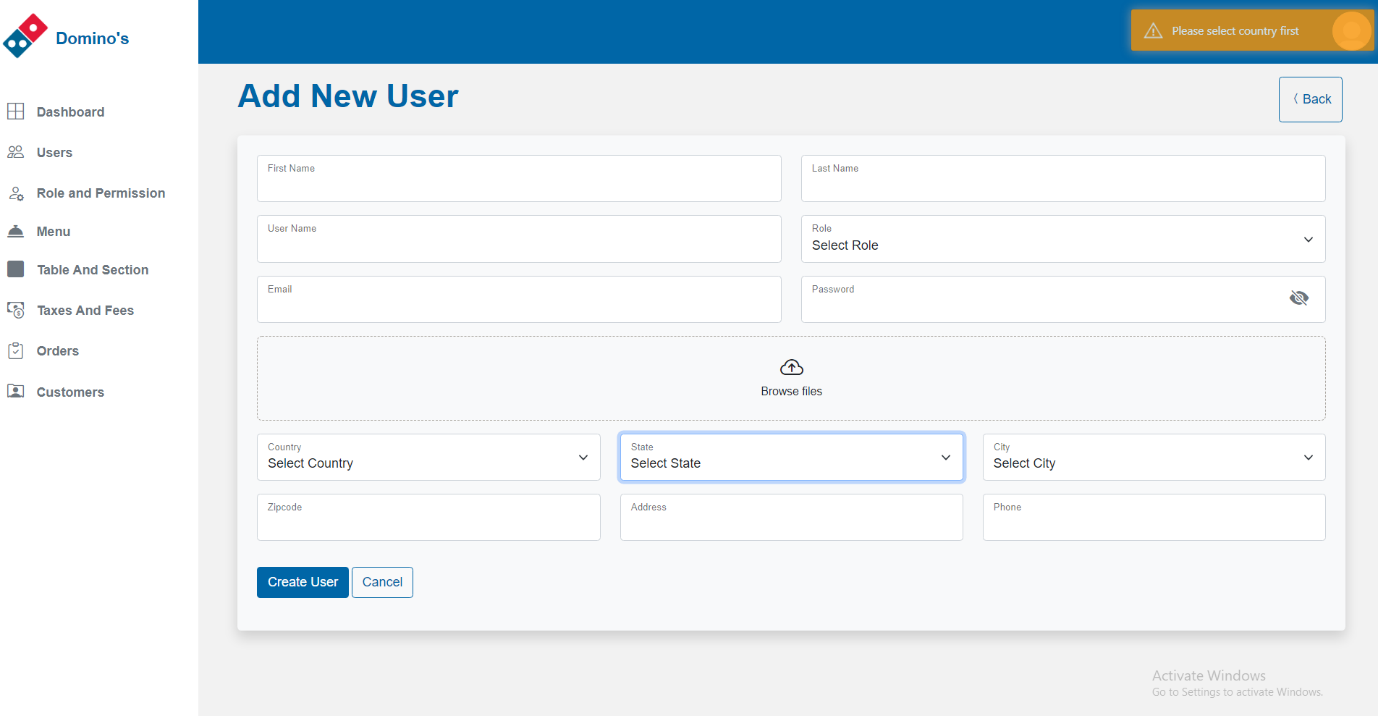 Domino's
Please select country first
Add New User
Back
Dashboard
Users
Role and Permission
Menu
Table And Section
Taxes And Fees
Orders
Customers
First Name
Last Name
User Name
Role
Select Role
Email
Password
Browse files
Country
Select Country
State
Select State
City
Select City
Zipcode
Address
Phone
Create User
Cancel
Activate Windows
Go to Settings to activate Windows.